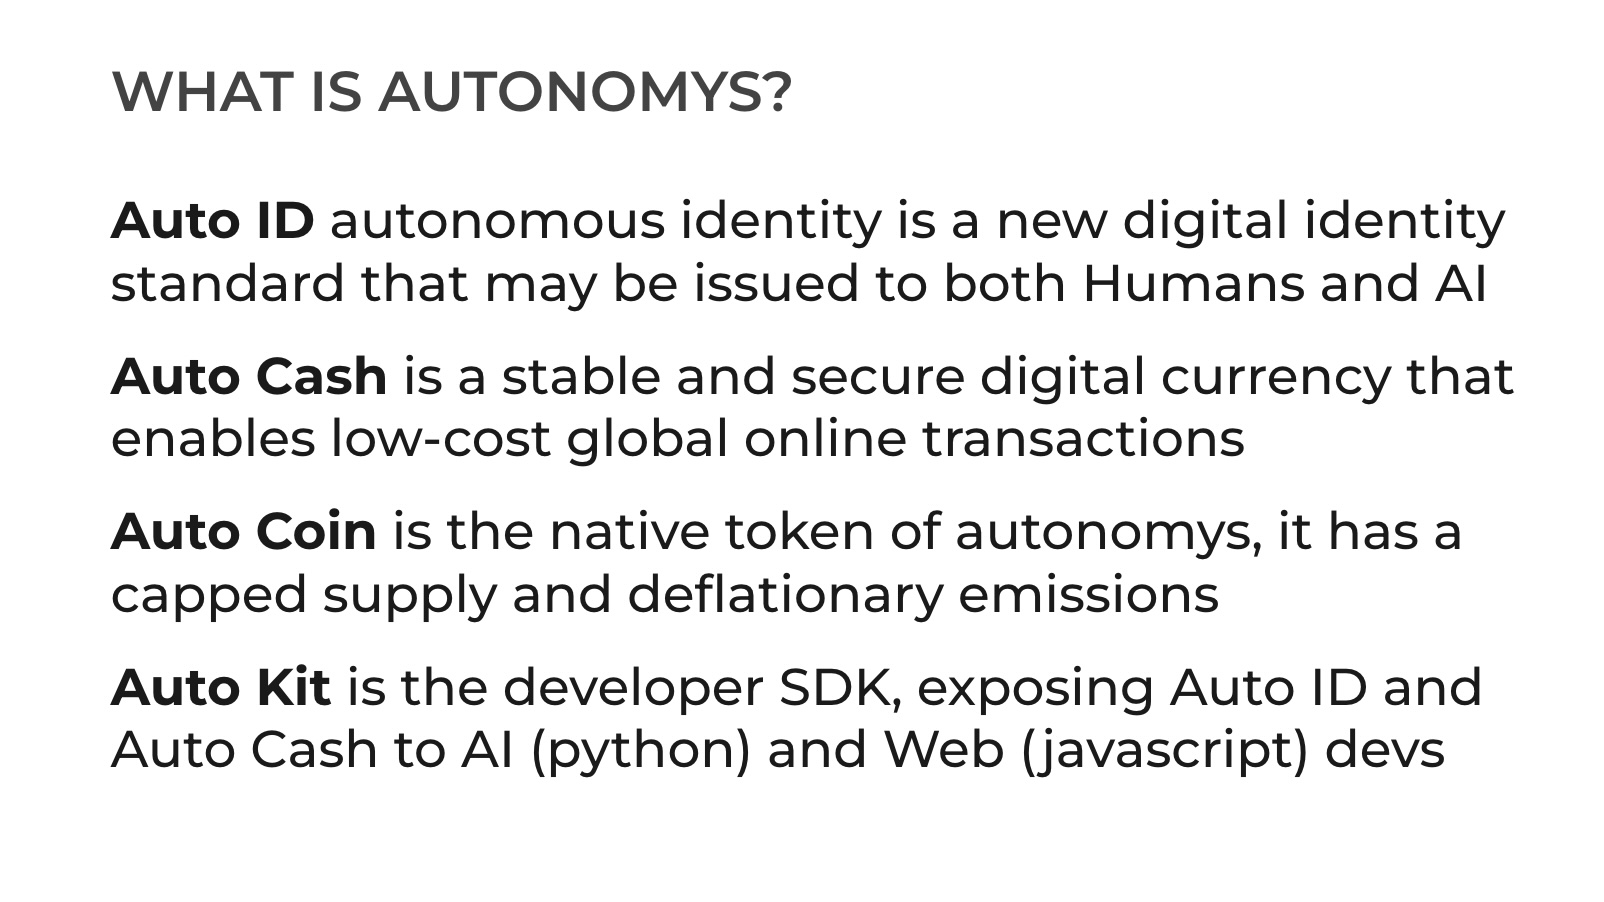 WHAT IS AUTONOMYS?
Auto ID autonomous identity is a new digital identity
standard that may be issued to both Humans and AI
Auto Cash is a stable and secure digital currency that
enables low-cost global online transactions
Auto Coin is the native token of autonomys, it has a
capped supply and deflationary emissions
Auto Kit is the developer SDK, exposing Auto ID and
Auto Cash to AI (python) and Web (javascript) devs